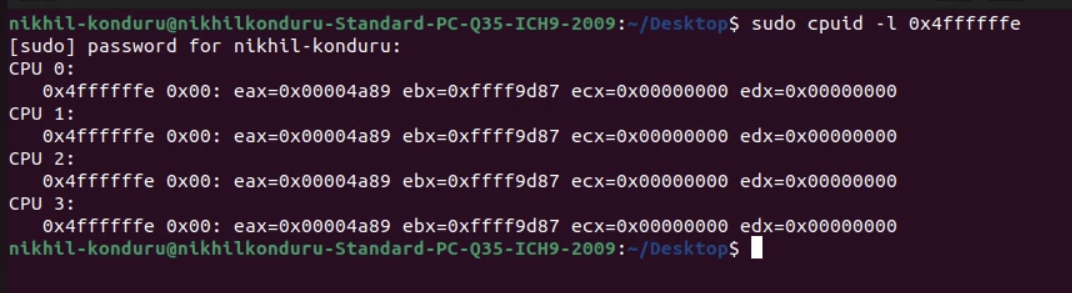 nikhil-konduru@nikhilkonduru-Standard-PC-Q35-ICH9-2009:~/Desktop$ sudo cpuid -l 0x4ffffffe
[sudo] password for nikhil-konduru:
CPU 0:
   0x4ffffffe 0x00: eax=0x00004a89 ebx=0xffff9d87 ecx=0x00000000 edx=0x00000000
CPU 1:
   0x4ffffffe 0x00: eax=0x00004a89 ebx=0xffff9d87 ecx=0x00000000 edx=0x00000000
CPU 2:
   0x4ffffffe 0x00: eax=0x00004a89 ebx=0xffff9d87 ecx=0x00000000 edx=0x00000000
CPU 3:
   0x4ffffffe 0x00: eax=0x00004a89 ebx=0xffff9d87 ecx=0x00000000 edx=0x00000000
nikhil-konduru@nikhilkonduru-Standard-PC-Q35-ICH9-2009:~/Desktop$